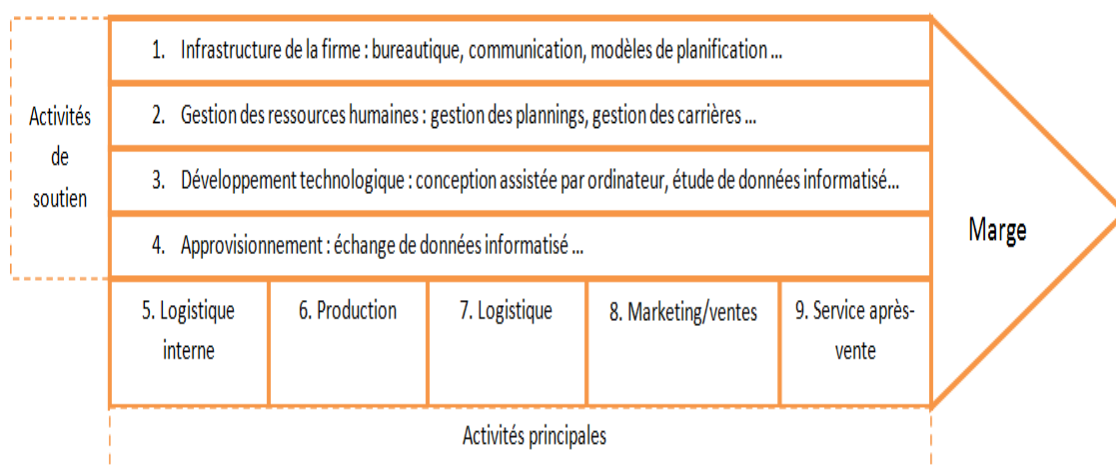 1. Infrastructure de la firme : bureautique, communication, modèles de planification ...
2. Gestion des ressources humaines : gestion des plannings, gestion des carrières ...
3. Développement technologique : conception assistée par ordinateur, étude de données informatisé...
4. Approvisionnement : échange de données informatisé ...
Activités
de
soutien
Marge
5. Logistique
interne
6. Production
7. Logistique
8. Marketing/ventes
9. Service après-
vente
Activités principales